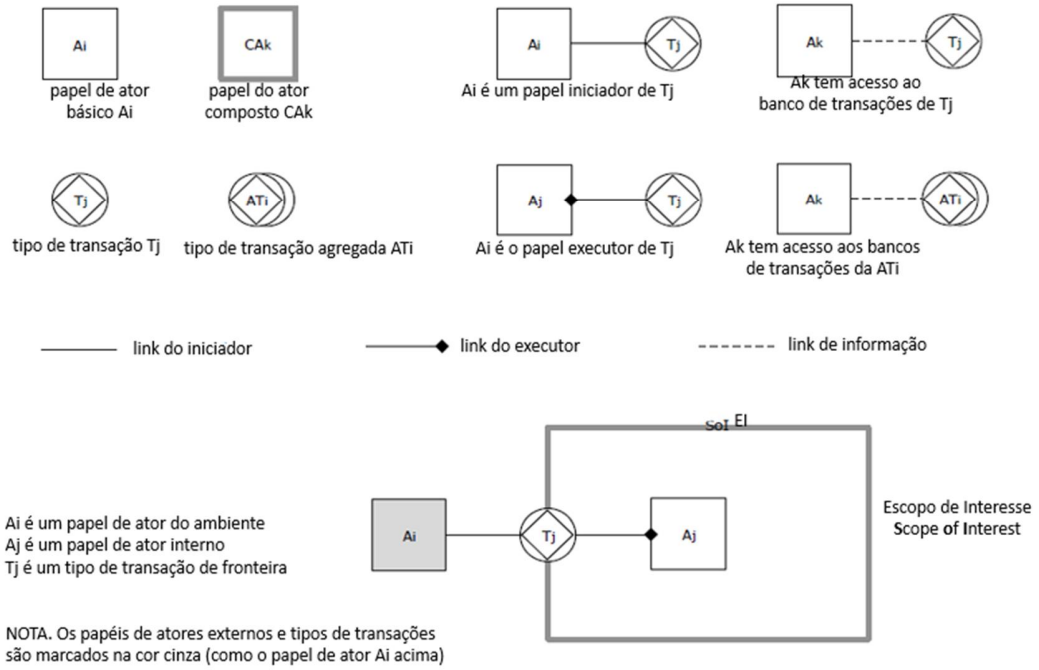 Ai
CAk
Ai
Tj
Ak
Tj
papel de ator
básico Ai
papel do ator
composto CAk
Ai é um papel iniciador de Tj
Ak tem acesso ao
banco de transações de Tj
Tj
ATi
Aj
Tj
Ak
ATi
tipo de transação Tj
tipo de transação agregada ATi
Ai é o papel executor de Tj
Ak tem acesso aos bancos
de transações da ATi
link do iniciador
link do executor
link de informação
SoI EI
Ai
Tj
Aj
Escopo de Interesse
Scope of Interest
Ai é um papel de ator do ambiente
Aj é um papel de ator interno
Tj é um tipo de transação de fronteira
NOTA. Os papéis de atores externos e tipos de transações
são marcados na cor cinza (como o papel de ator Ai acima)